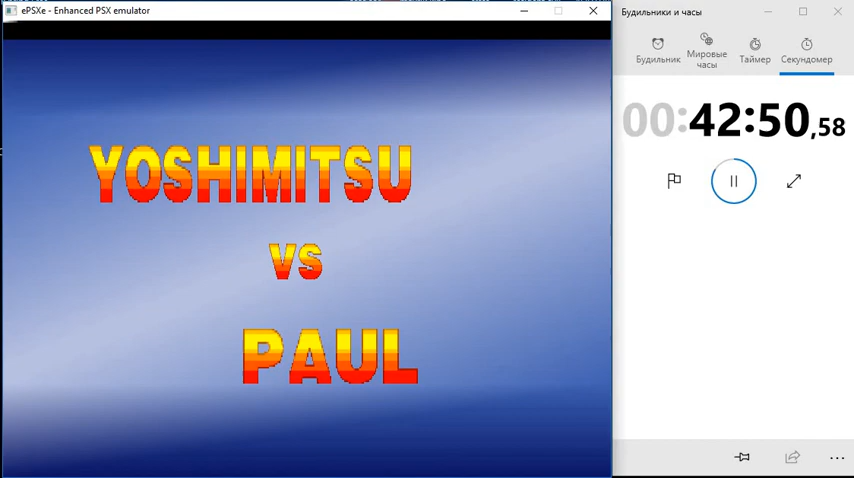 ePSXe - Enhanced PSX emulator
YOSHIMITSU
VS
PAUL
Будильники и часы
Будильник
Мировые часы
Таймер
Секундомер
00:42:50,58